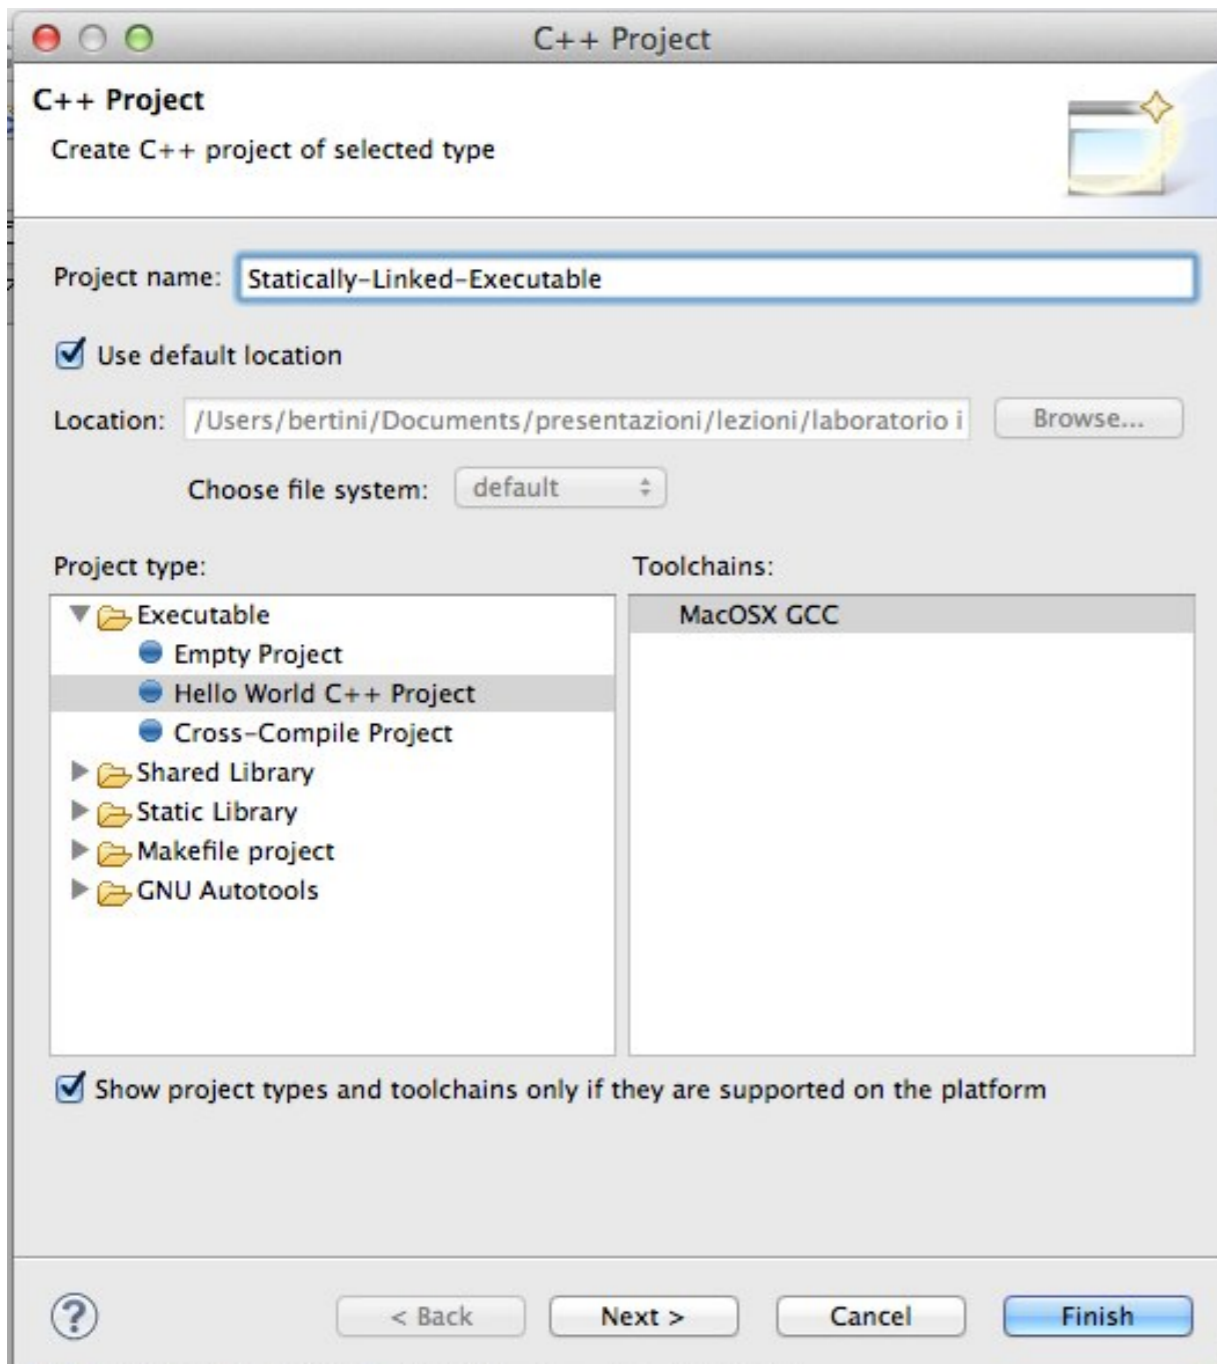 C++ Project
C++ Project
Create C++ project of selected type
Project name: Statically-Linked-Executable
Use default location
Location: /Users/bertini/Documents/presentazioni/lezioni/laboratorio i Browse...
Choose file system: default
Project type: Toolchains:
Executable MacOSX GCC
Empty Project
Hello World C++ Project
Cross-Compile Project
Shared Library
Static Library
Makefile project
GNU Autotools
Show project types and toolchains only if they are supported on the platform
? < Back Next > Cancel Finish